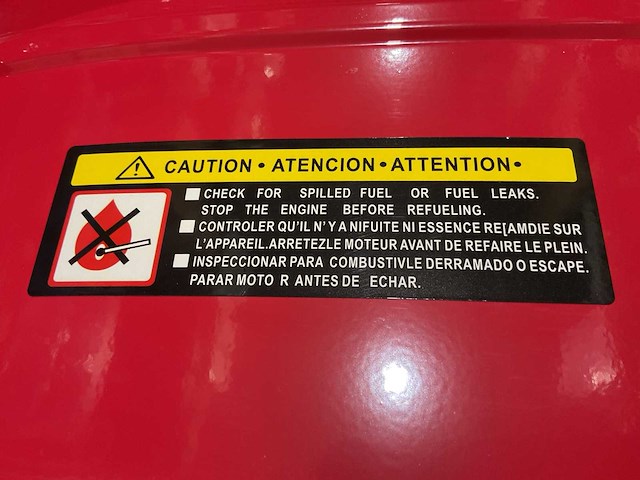 CAUTION • ATENCION • ATTENTION •
CHECK FOR SPILLED FUEL OR FUEL LEAKS.
STOP THE ENGINE BEFORE REFUELING.
CONTROLER QU'IL N'Y A NIFUITE NI ESSENCE RE[AMDIE SUR
L'APPAREIL.ARRETEZLE MOTEUR AVANT DE REFAIRE LE PLEIN.
INSPECCIONAR PARA COMBUSTIVLE DERRAMADO O ESCAPE.
PARAR MOTO R ANTES DE ECHAR.